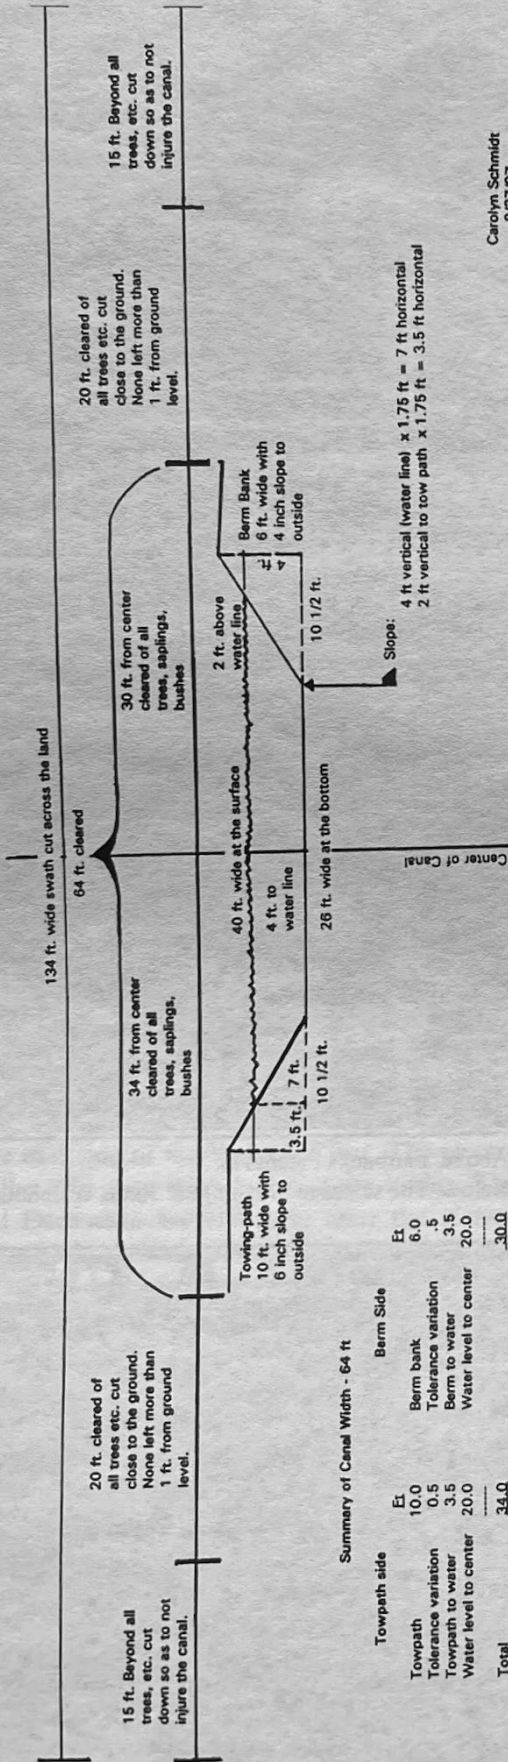 134 ft. wide swath cut across the land
64 ft. cleared
15 ft. Beyond all
trees, etc. cut
down so as to not
injure the canal.
20 ft. cleared of
all trees etc. cut
close to the ground.
None left more than
1 ft. from ground
level.
34 ft. from center
cleared of all
trees, saplings,
bushes
30 ft. from center
cleared of all
trees, saplings,
bushes
20 ft. cleared of
all trees etc. cut
close to the ground.
None left more than
1 ft. from ground
level.
15 ft. Beyond all
trees, etc. cut
down so as to not
injure the canal.
Towing-path
10 ft. wide with
6 inch slope to
outside
3.5 ft.
7 ft.
10 1/2 ft.
40 ft. wide at the surface
4 ft. to
water line
26 ft. wide at the bottom
2 ft. above
water line
4 ft
Berm Bank
6 ft. wide with
4 inch slope to
outside
10 1/2 ft.
Center of Canal
Slope:
4 ft vertical (water line) x 1.75 ft = 7 ft horizontal
2 ft vertical to tow path x 1.75 ft = 3.5 ft horizontal
Summary of Canal Width - 64 ft
Towpath side
Ft
Towpath 10.0
Tolerance variation 0.5
Towpath to water 3.5
Water level to center 20.0
------
Total 34.0
Berm Side
Ft
Berm bank 6.0
Tolerance variation .5
Berm to water 3.5
Water level to center 20.0
------
30.0
Carolyn Schmidt